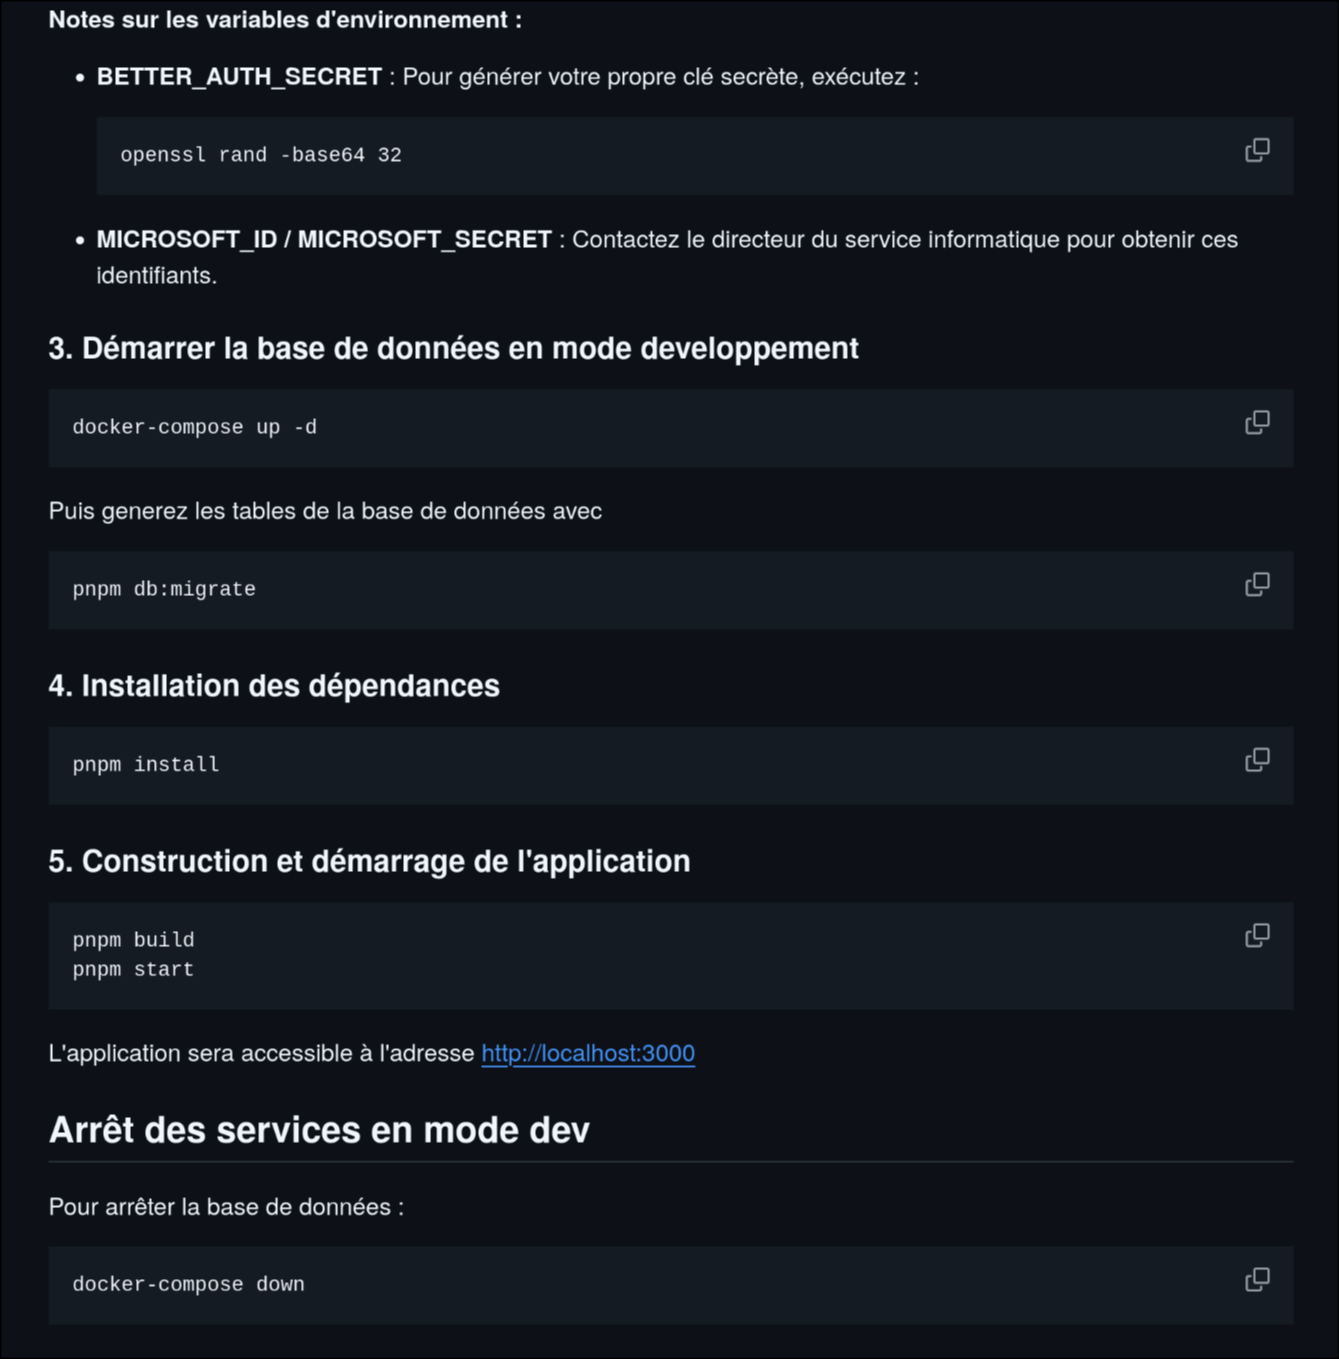 Notes sur les variables d'environnement :
• BETTER_AUTH_SECRET : Pour générer votre propre clé secrète, exécutez :
openssl rand -base64 32
• MICROSOFT_ID / MICROSOFT_SECRET : Contactez le directeur du service informatique pour obtenir ces
identifiants.
3. Démarrer la base de données en mode developpement
docker-compose up -d
Puis generez les tables de la base de données avec
pnpm db:migrate
4. Installation des dépendances
pnpm install
5. Construction et démarrage de l'application
pnpm build
pnpm start
L'application sera accessible à l'adresse http://localhost:3000
Arrêt des services en mode dev
Pour arrêter la base de données :
docker-compose down